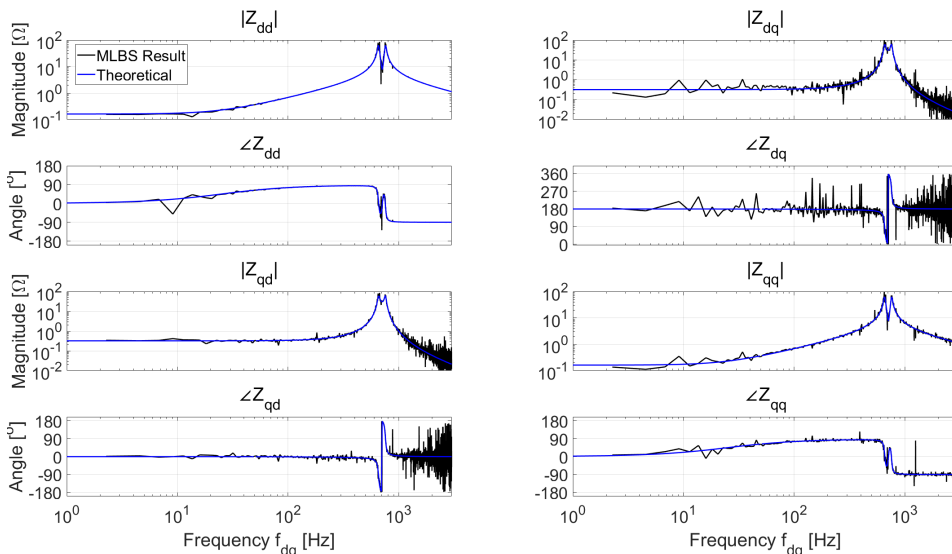 |Z_dd|
Magnitude [Ω]
10^2
10^1
10^0
10^-1
MLBS Result
Theoretical
∠Z_dd
Angle [°]
180
90
0
-90
-180
|Z_qd|
Magnitude [Ω]
10^2
10^1
10^0
10^-1
10^-2
∠Z_qd
Angle [°]
180
90
0
-90
-180
10^0
10^1
10^2
10^3
Frequency f_dq [Hz]
|Z_dq|
10^2
10^1
10^0
10^-1
10^-2
∠Z_dq
360
270
180
90
0
|Z_qq|
10^2
10^1
10^0
10^-1
∠Z_qq
180
90
0
-90
-180
10^0
10^1
10^2
10^3
Frequency f_dq [Hz]